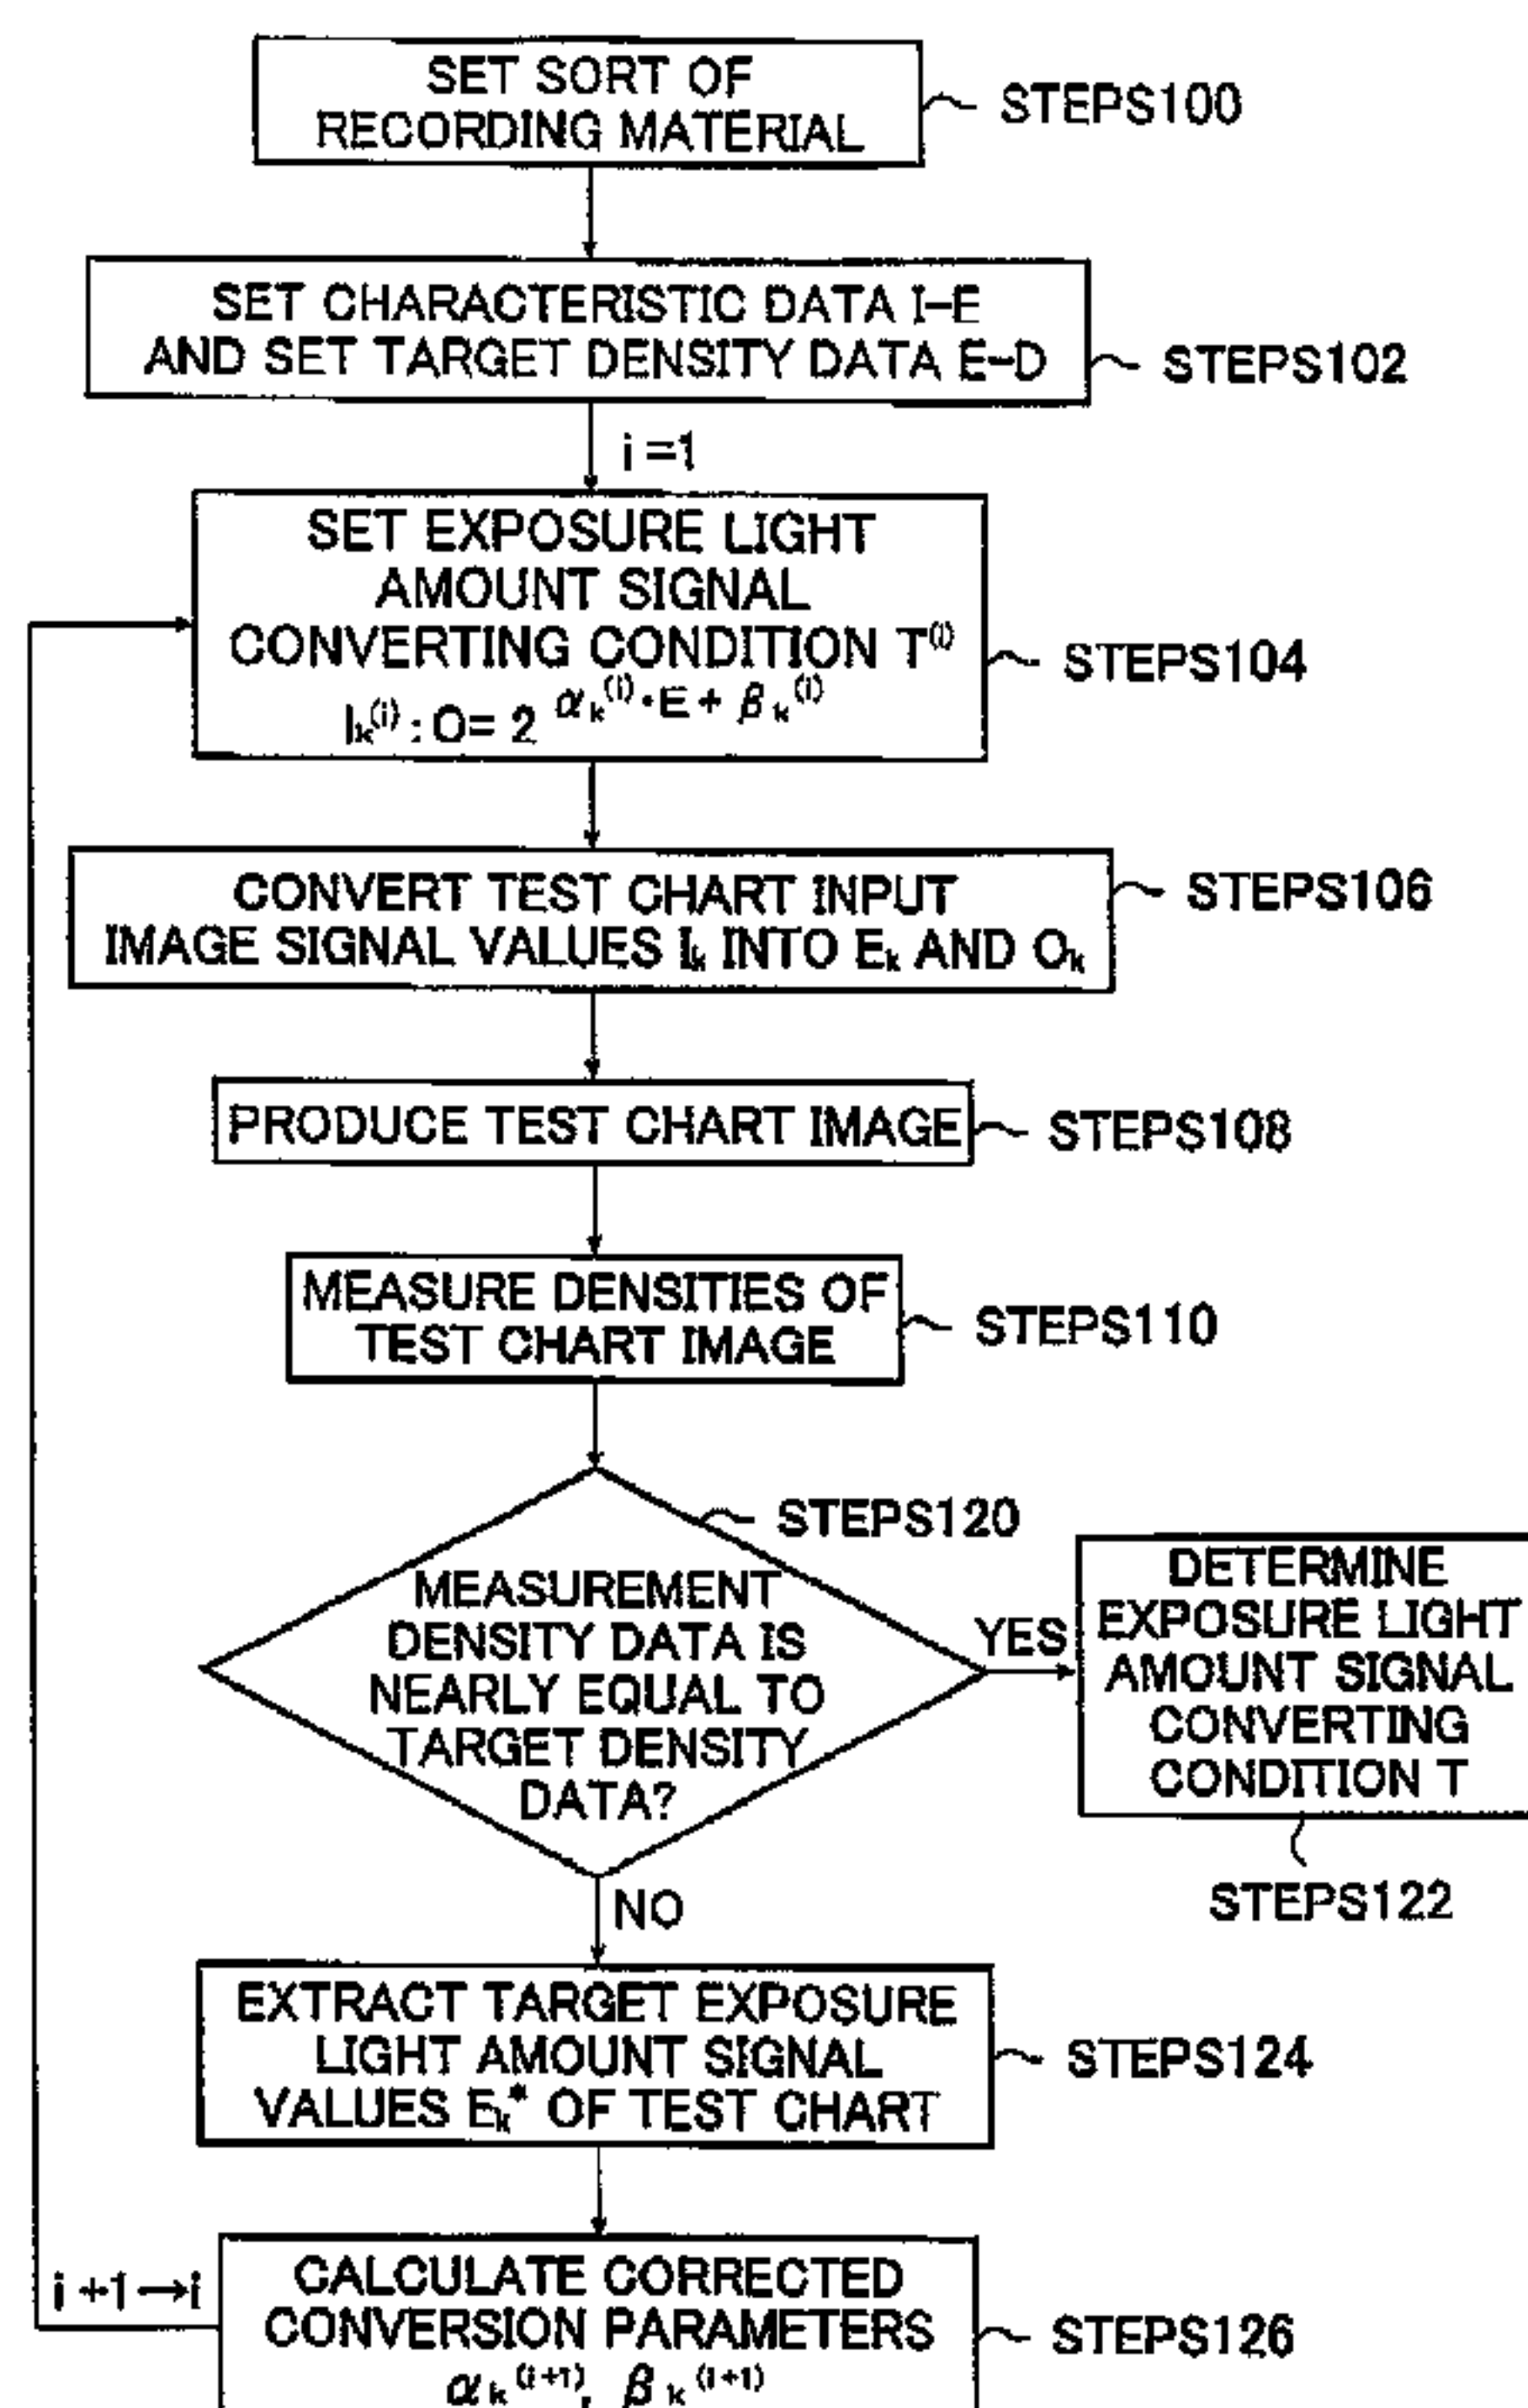 SET SORT OF
RECORDING MATERIAL
STEPS100
SET CHARACTERISTIC DATA I-E
AND SET TARGET DENSITY DATA E-D
STEPS102
i=1
SET EXPOSURE LIGHT
AMOUNT SIGNAL
CONVERTING CONDITION T⁽ⁱ⁾
Iₖ⁽ⁱ⁾ : O = 2 αₖ⁽ⁱ⁾・E + βₖ⁽ⁱ⁾
STEPS104
CONVERT TEST CHART INPUT
IMAGE SIGNAL VALUES Iₖ INTO Eₖ AND Oₖ
STEPS106
PRODUCE TEST CHART IMAGE
STEPS108
MEASURE DENSITIES OF
TEST CHART IMAGE
STEPS110
STEPS120
MEASUREMENT
DENSITY DATA IS
NEARLY EQUAL TO
TARGET DENSITY
DATA?
YES
DETERMINE
EXPOSURE LIGHT
AMOUNT SIGNAL
CONVERTING
CONDITION T
STEPS122
NO
EXTRACT TARGET EXPOSURE
LIGHT AMOUNT SIGNAL
VALUES Eₖ* OF TEST CHART
STEPS124
i+1→i
CALCULATE CORRECTED
CONVERSION PARAMETERS
αₖ⁽ⁱ⁺¹⁾, βₖ⁽ⁱ⁺¹⁾
STEPS126